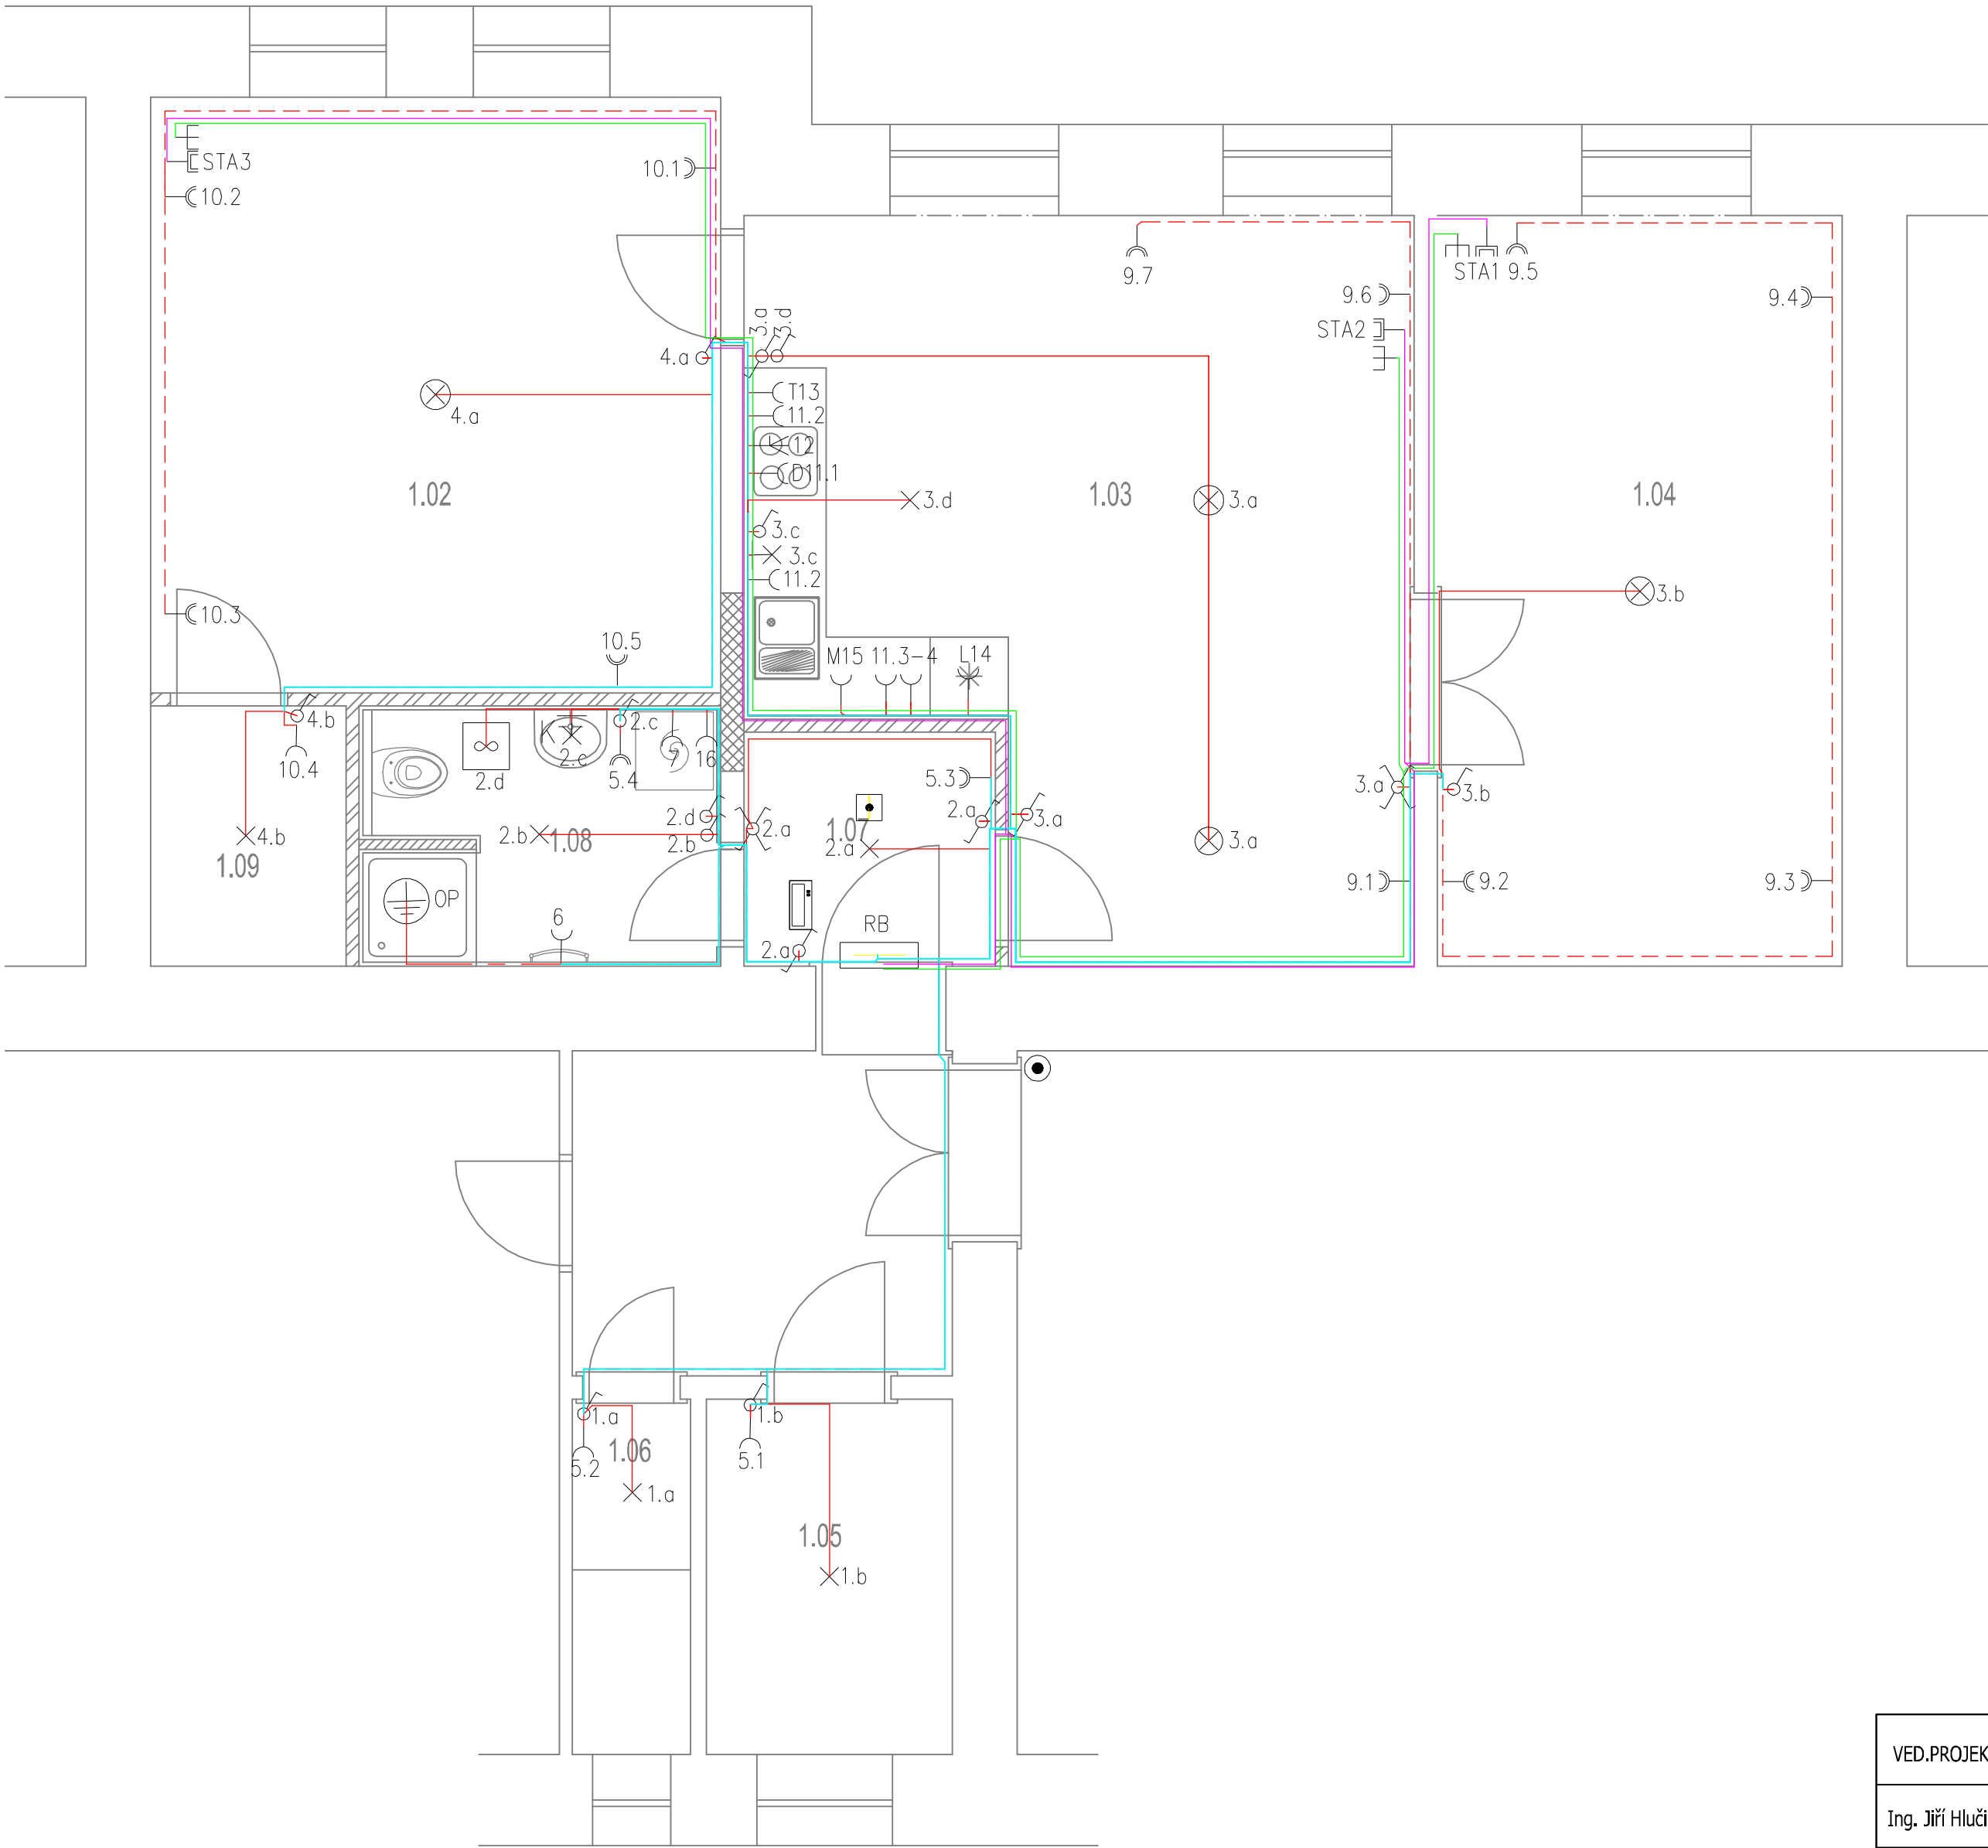 STA3
10.2
10.1
9.7
9.6
STA2
STA1 9.5
9.4
3.a
3.d
4.a
4.a
T13
11.2
12
D11.1
3.d
3.c
3.c
11.2
1.02
1.03
3.a
1.04
3.b
10.3
10.5
M15 11.3-4 L14
4.b
10.4
K
2.c
2.c
2.d
5.4
7
16
5.3
3.a
3.b
2.d
2.b
2.b
1.08
2.a
1.07
2.a
2.a
3.a
3.a
4.b
1.09
OP
6
RB
2.a
9.1
9.2
9.3
1.a
5.2
1.06
1.a
1.b
5.1
1.05
1.b
VED.PROJEK
Ing. Jiří Hluči